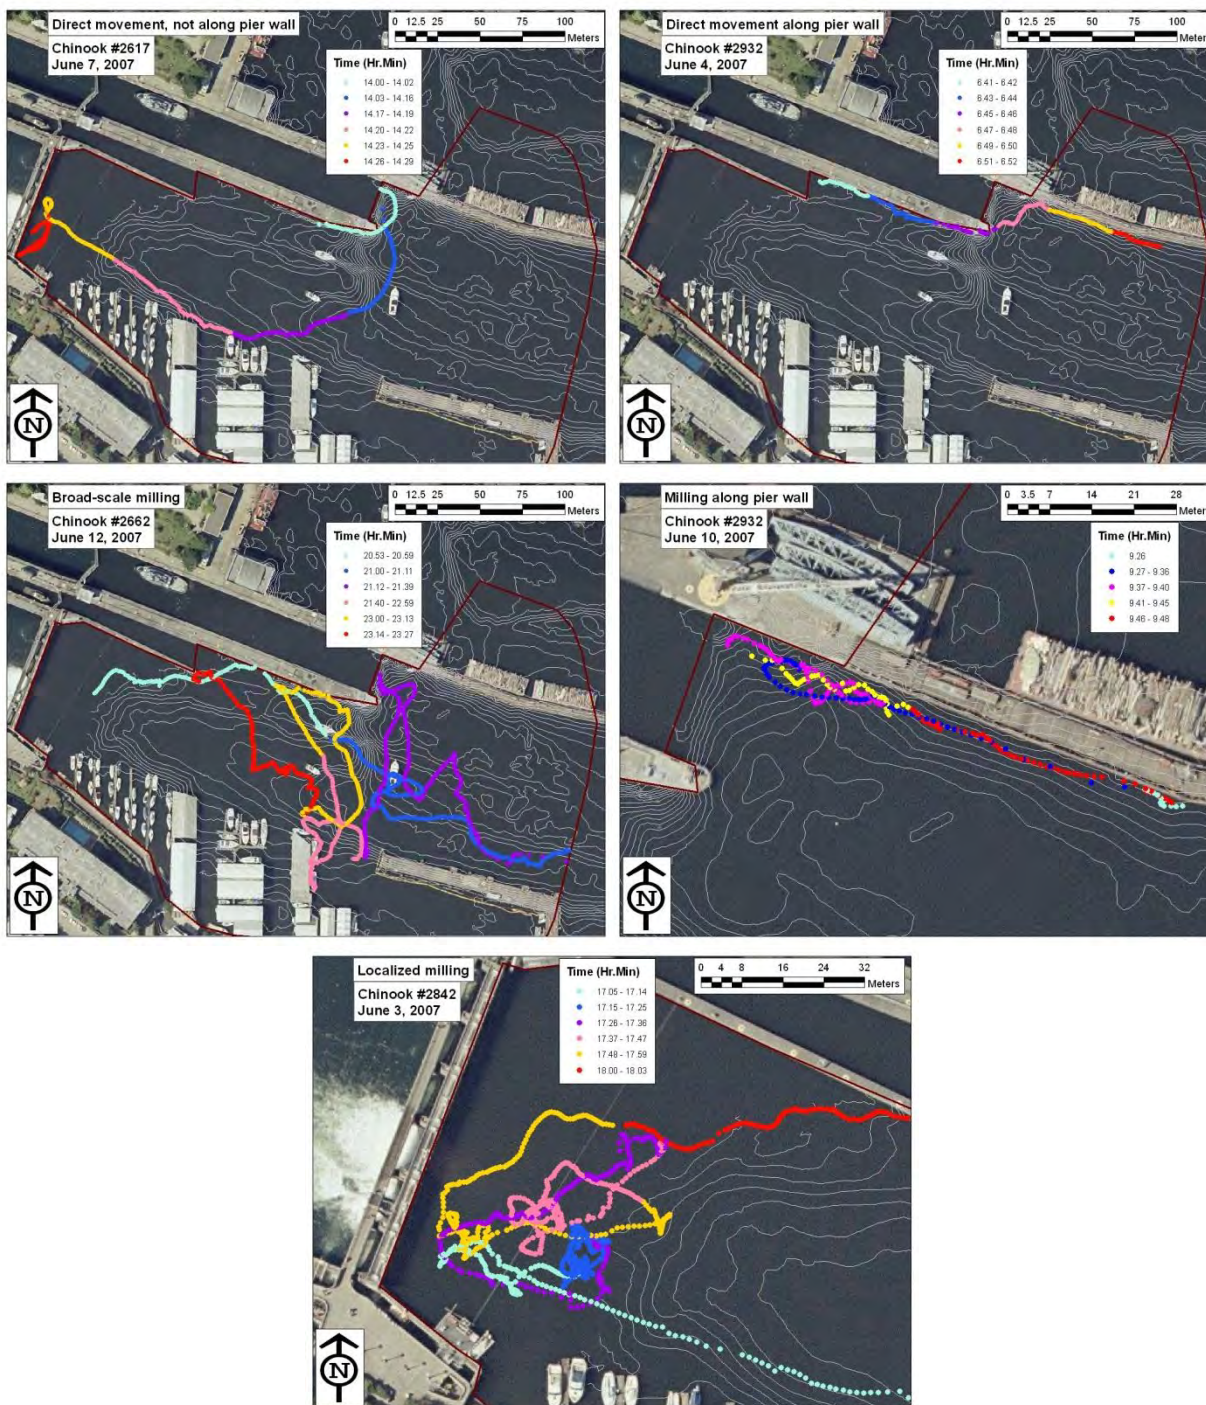 Direct movement, not along pier wall
Chinook #2617
June 7, 2007
0 12.5 25 50 75 100
Meters
Time (Hr.Min)
14.00 - 14.02
14.03 - 14.16
14.17 - 14.19
14.20 - 14.22
14.23 - 14.25
14.26 - 14.29
N
Direct movement along pier wall
Chinook #2932
June 4, 2007
0 12.5 25 50 75 100
Meters
Time (Hr.Min)
6.41 - 6.42
6.43 - 6.44
6.45 - 6.46
6.47 - 6.48
6.49 - 6.50
6.51 - 6.52
N
Broad-scale milling
Chinook #2662
June 12, 2007
0 12.5 25 50 75 100
Meters
Time (Hr.Min)
20.53 - 20.59
21.00 - 21.11
21.12 - 21.39
21.40 - 22.59
23.00 - 23.13
23.14 - 23.27
N
Milling along pier wall
Chinook #2932
June 10, 2007
0 3.5 7 14 21 28
Meters
Time (Hr.Min)
9.26
9.27 - 9.36
9.37 - 9.40
9.41 - 9.45
9.46 - 9.48
N
Localized milling
Chinook #2842
June 3, 2007
0 4 8 16 24 32
Meters
Time (Hr.Min)
17.05 - 17.14
17.15 - 17.25
17.26 - 17.36
17.37 - 17.47
17.48 - 17.59
18.00 - 18.03
N